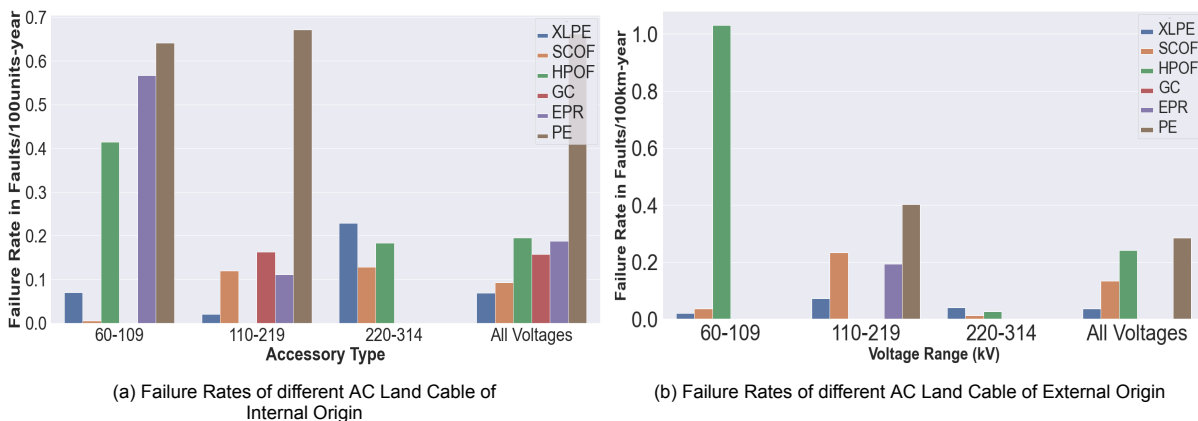 Failure Rate in Faults/100units-year
0.7
0.6
0.5
0.4
0.3
0.2
0.1
0.0
XLPE
SCOF
HPOF
GC
EPR
PE
60-109
110-219
220-314
All Voltages
Accessory Type
(a) Failure Rates of different AC Land Cable of
Internal Origin
Failure Rate in Faults/100km-year
1.0
0.8
0.6
0.4
0.2
0.0
XLPE
SCOF
HPOF
GC
EPR
PE
60-109
110-219
220-314
All Voltages
Voltage Range (kV)
(b) Failure Rates of different AC Land Cable of External Origin